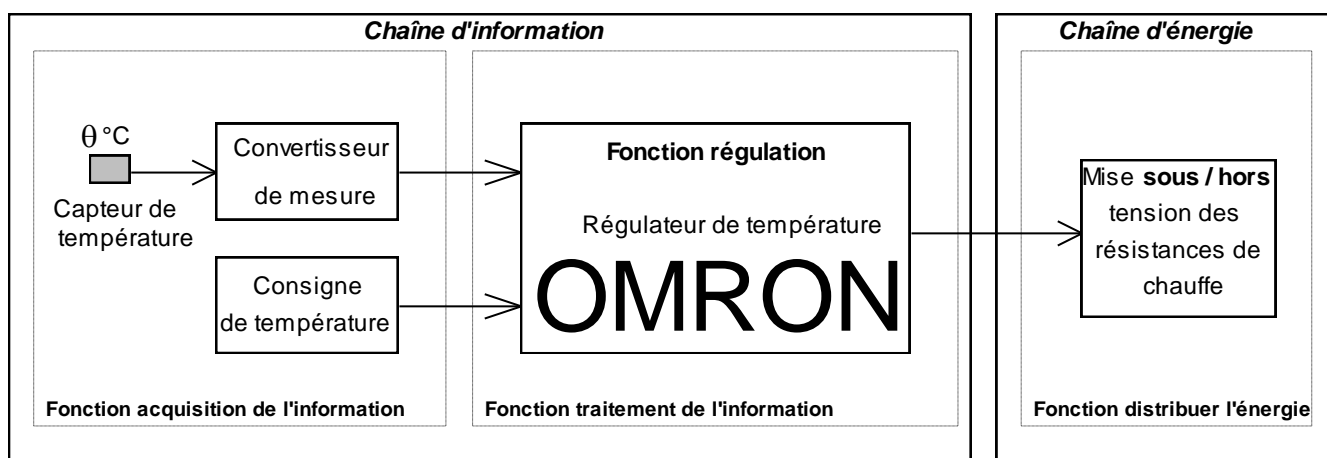 Chaîne d'information
θ °C
Capteur de
température
Convertisseur
de mesure
Consigne
de température
Fonction acquisition de l'information
Fonction régulation
Régulateur de température
OMRON
Fonction traitement de l'information
Chaîne d'énergie
Mise sous / hors
tension des
résistances de
chauffe
Fonction distribuer l'énergie